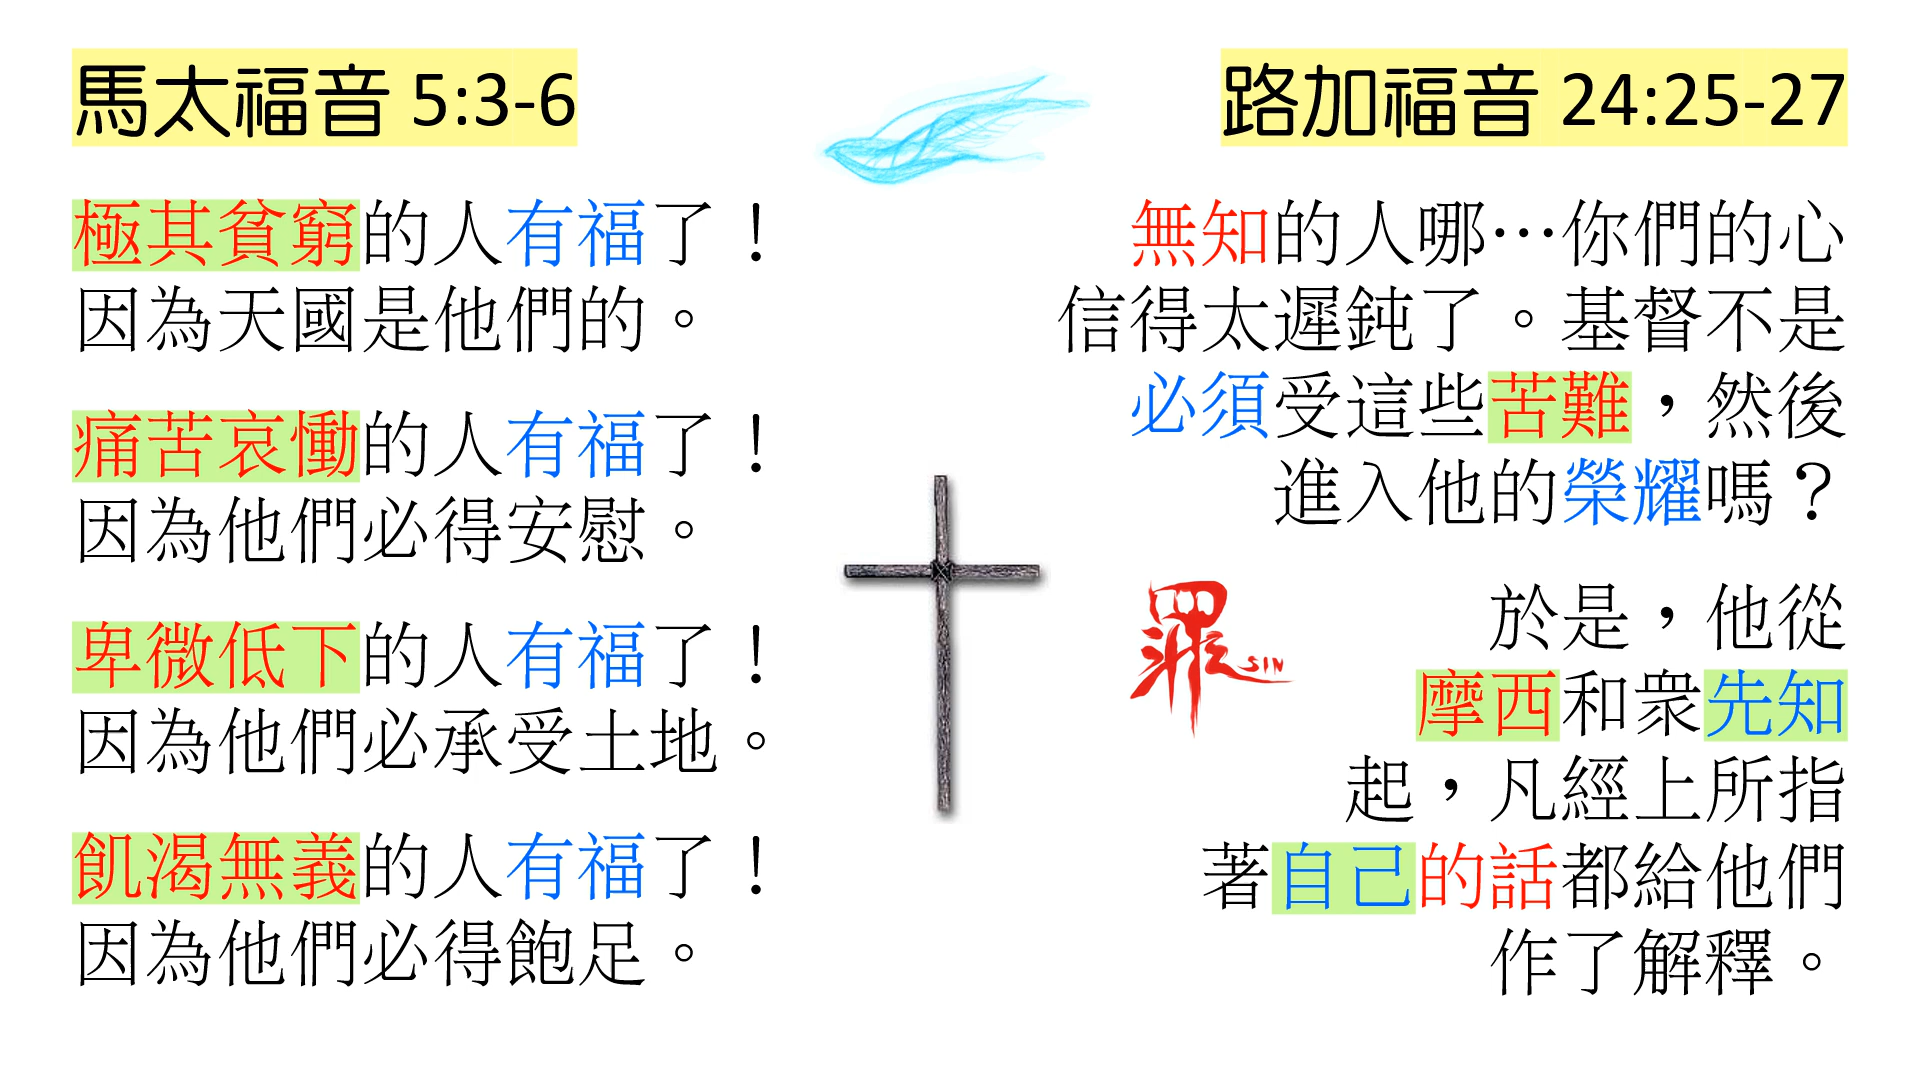 馬太福音 5:3-6
極其貧窮的人有福了！
因為天國是他們的。
痛苦哀慟的人有福了！
因為他們必得安慰。
卑微低下的人有福了！
因為他們必承受土地。
飢渴無義的人有福了！
因為他們必得飽足。
路加福音 24:25-27
無知的人哪…你們的心
信得太遲鈍了。基督不是
必須受這些苦難，然後
進入他的榮耀嗎？
罪 SIN
於是，他從
摩西和眾先知
起，凡經上所指
著自己的話都給他們
作了解釋。